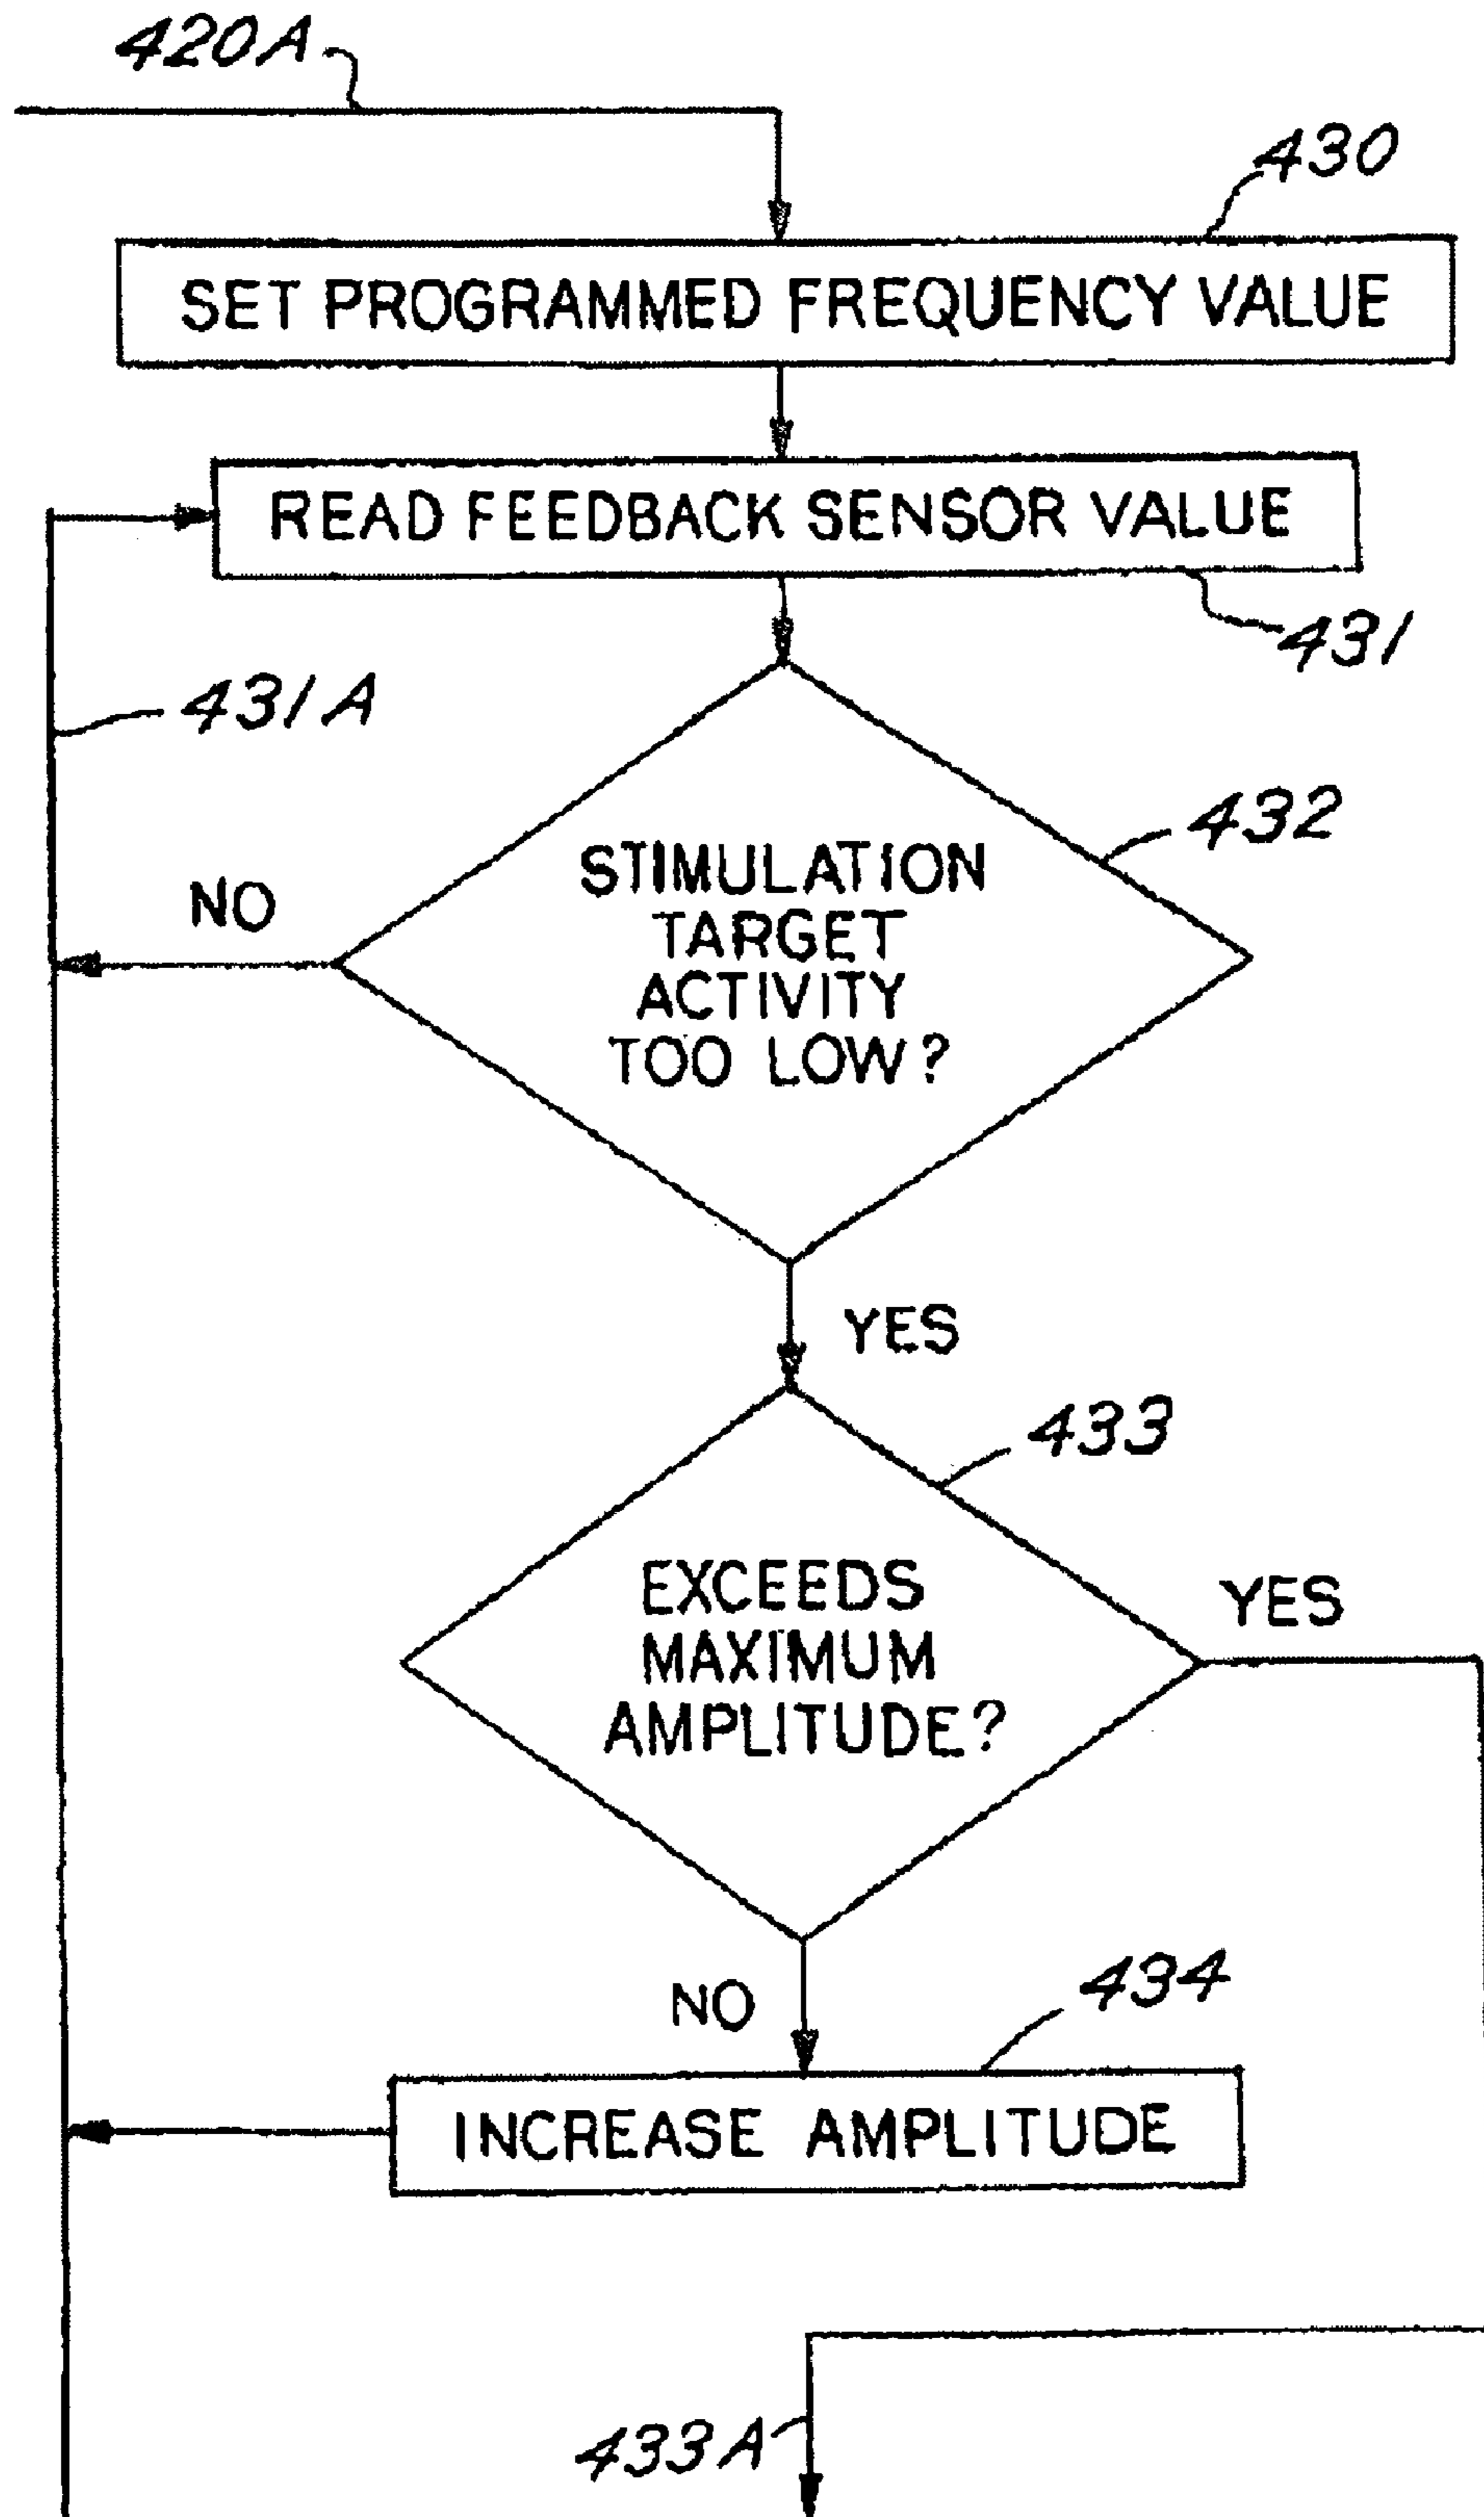 420A
430
SET PROGRAMMED FREQUENCY VALUE
READ FEEDBACK SENSOR VALUE
431
431A
432
STIMULATION
TARGET
ACTIVITY
TOO LOW?
NO
YES
433
EXCEEDS
MAXIMUM
AMPLITUDE?
YES
NO
434
INCREASE AMPLITUDE
433A